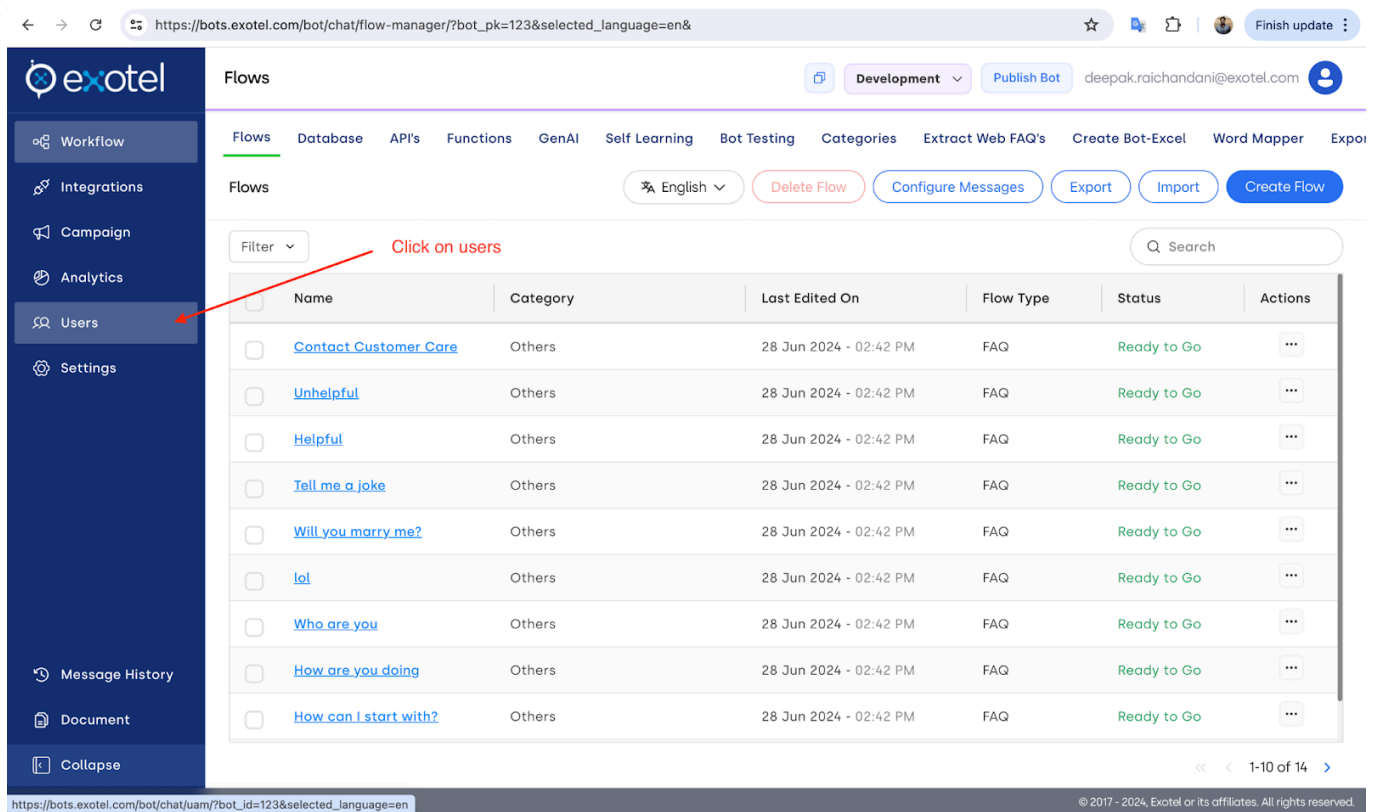 https://bots.exotel.com/bot/chat/flow-manager/?bot_pk=123&selected_language=en&
Finish update
exotel
Flows
Development
Publish Bot
deepak.raichandani@exotel.com
Workflow
Integrations
Campaign
Analytics
Users
Settings
Message History
Document
Collapse
Flows Database API's Functions GenAI Self Learning Bot Testing Categories Extract Web FAQ's Create Bot-Excel Word Mapper Expor
Flows English Delete Flow Configure Messages Export Import Create Flow
Filter Click on users Search
Name Category Last Edited On Flow Type Status Actions
Contact Customer Care Others 28 Jun 2024 - 02:42 PM FAQ Ready to Go
Unhelpful Others 28 Jun 2024 - 02:42 PM FAQ Ready to Go
Helpful Others 28 Jun 2024 - 02:42 PM FAQ Ready to Go
Tell me a joke Others 28 Jun 2024 - 02:42 PM FAQ Ready to Go
Will you marry me? Others 28 Jun 2024 - 02:42 PM FAQ Ready to Go
lol Others 28 Jun 2024 - 02:42 PM FAQ Ready to Go
Who are you Others 28 Jun 2024 - 02:42 PM FAQ Ready to Go
How are you doing Others 28 Jun 2024 - 02:42 PM FAQ Ready to Go
How can I start with? Others 28 Jun 2024 - 02:42 PM FAQ Ready to Go
1-10 of 14
https://bots.exotel.com/bot/chat/uam/?bot_id=123&selected_language=en
© 2017 - 2024, Exotel or its affiliates. All rights reserved.